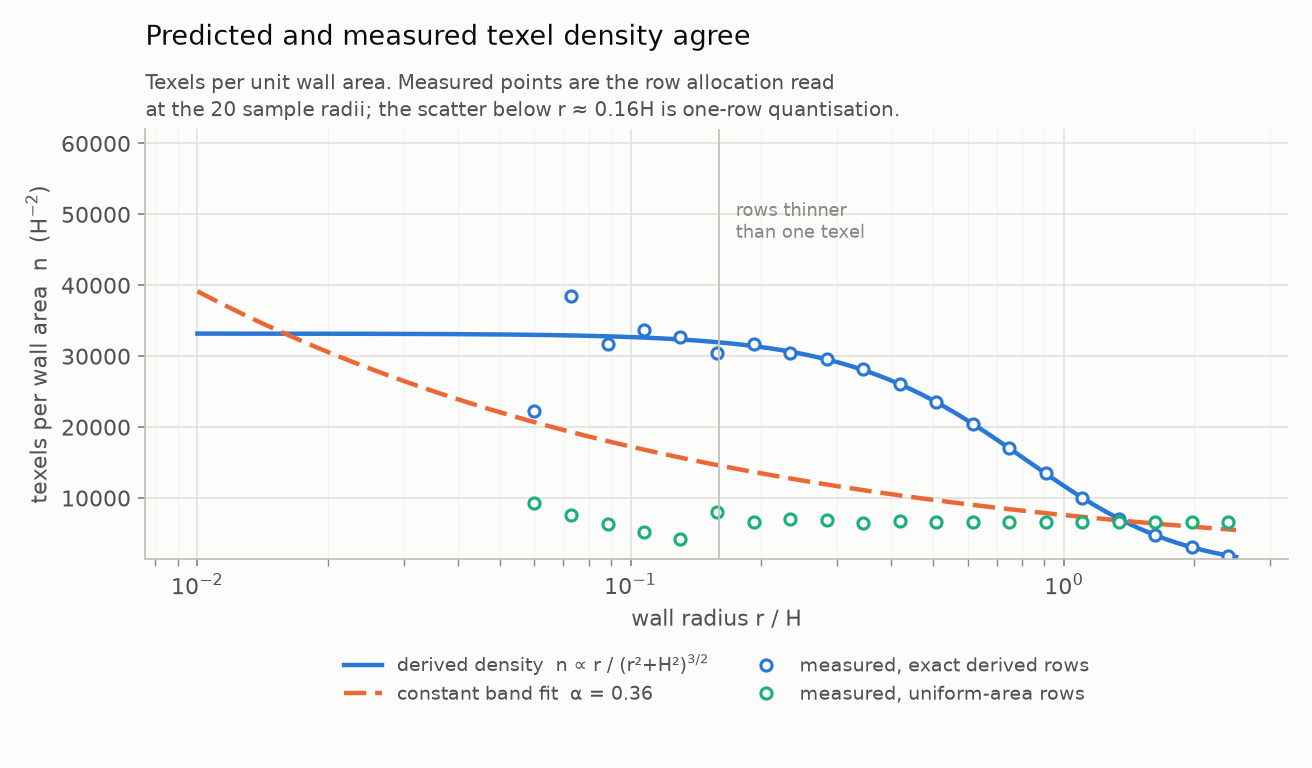 Predicted and measured texel density agree
Texels per unit wall area. Measured points are the row allocation read
at the 20 sample radii; the scatter below r ≈ 0.16H is one-row quantisation.
texels per wall area n (H⁻²)
60000
50000
40000
30000
20000
10000
rows thinner
than one texel
10⁻²
10⁻¹
10⁰
wall radius r / H
derived density n ∝ r / (r²+H²)³ᐟ²
constant band fit α = 0.36
measured, exact derived rows
measured, uniform-area rows